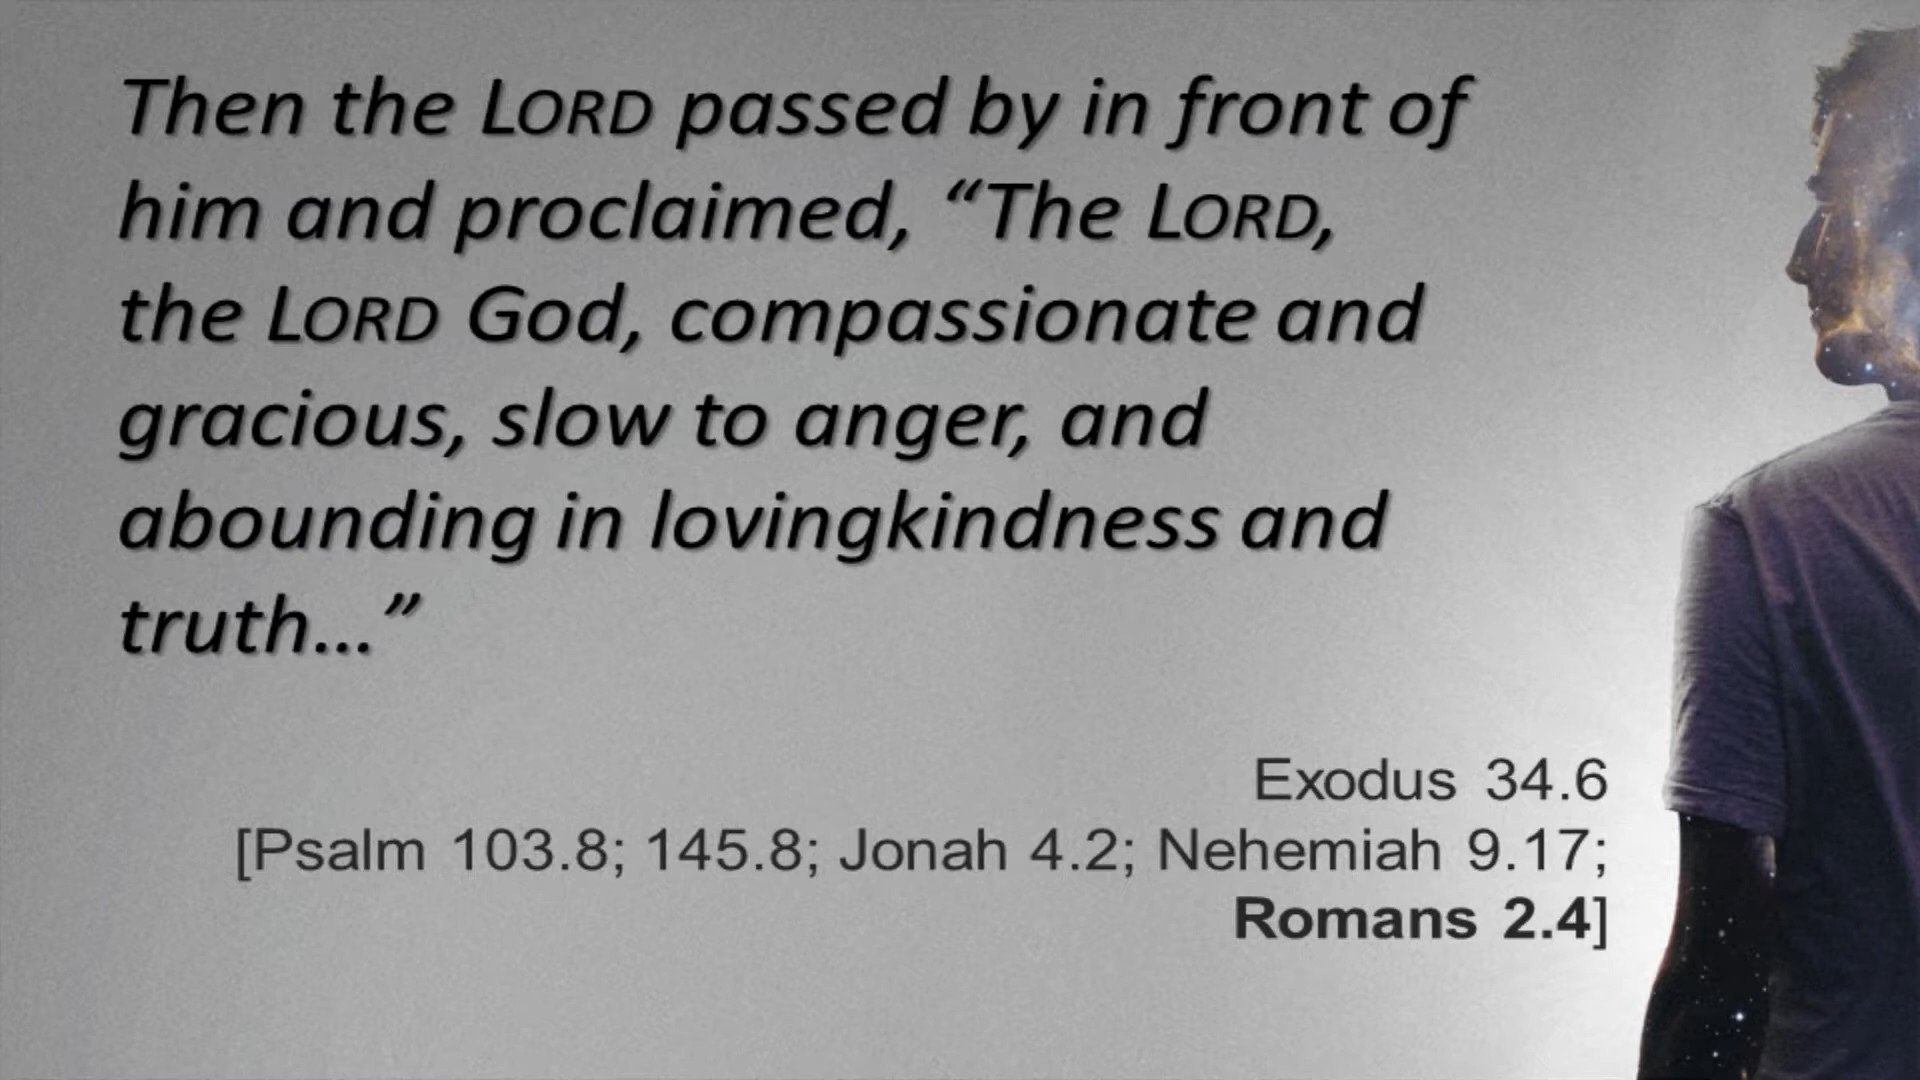 Then the LORD passed by in front of
him and proclaimed, “The LORD,
the LORD God, compassionate and
gracious, slow to anger, and
abounding in lovingkindness and
truth...”
Exodus 34.6
[Psalm 103.8; 145.8; Jonah 4.2; Nehemiah 9.17;
Romans 2.4]